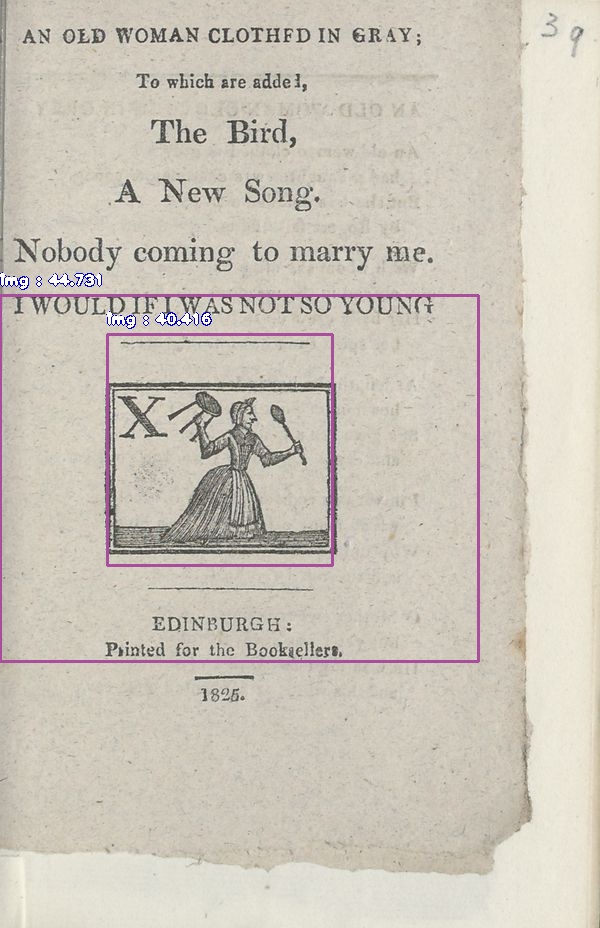 39
AN OLD WOMAN CLOTHED IN GRAY;
To which are added,
The Bird,
A New Song.
Nobody coming to marry me.
img : 44.731
I WOULD IF I WAS NOT SO YOUNG
img : 40.416
X
EDINBURGH:
Printed for the Booksellers.
1825.